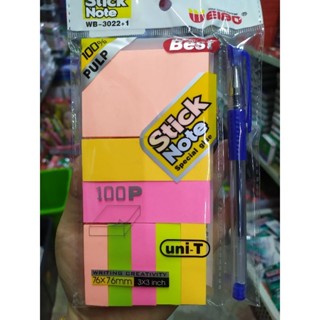 Stick
Note
WB-3022+1
WEIBO
100%
PULP
Best
Stick
Note
Special glue
100P
uni-T
WRITING CREATIVITY
76X76mm 3X3 inch